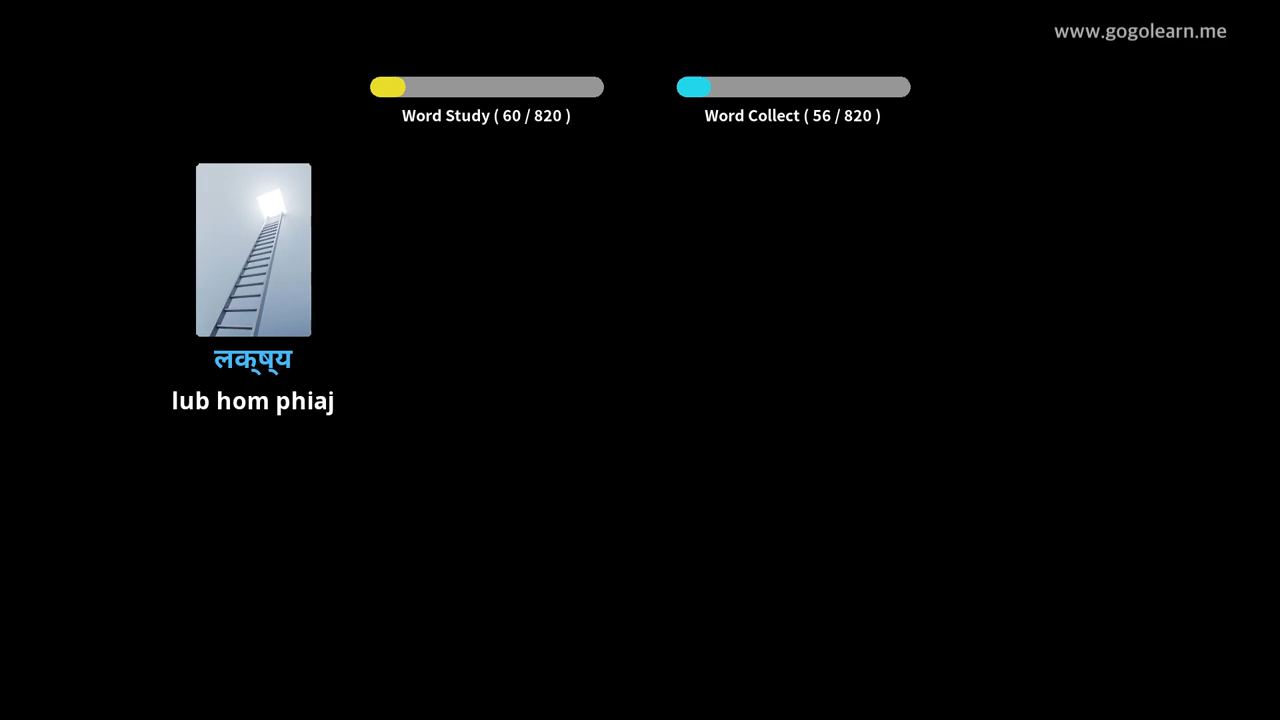 www.gogolearn.me
Word Study ( 60 / 820 )
Word Collect ( 56 / 820 )
लक्ष्य
lub hom phiaj